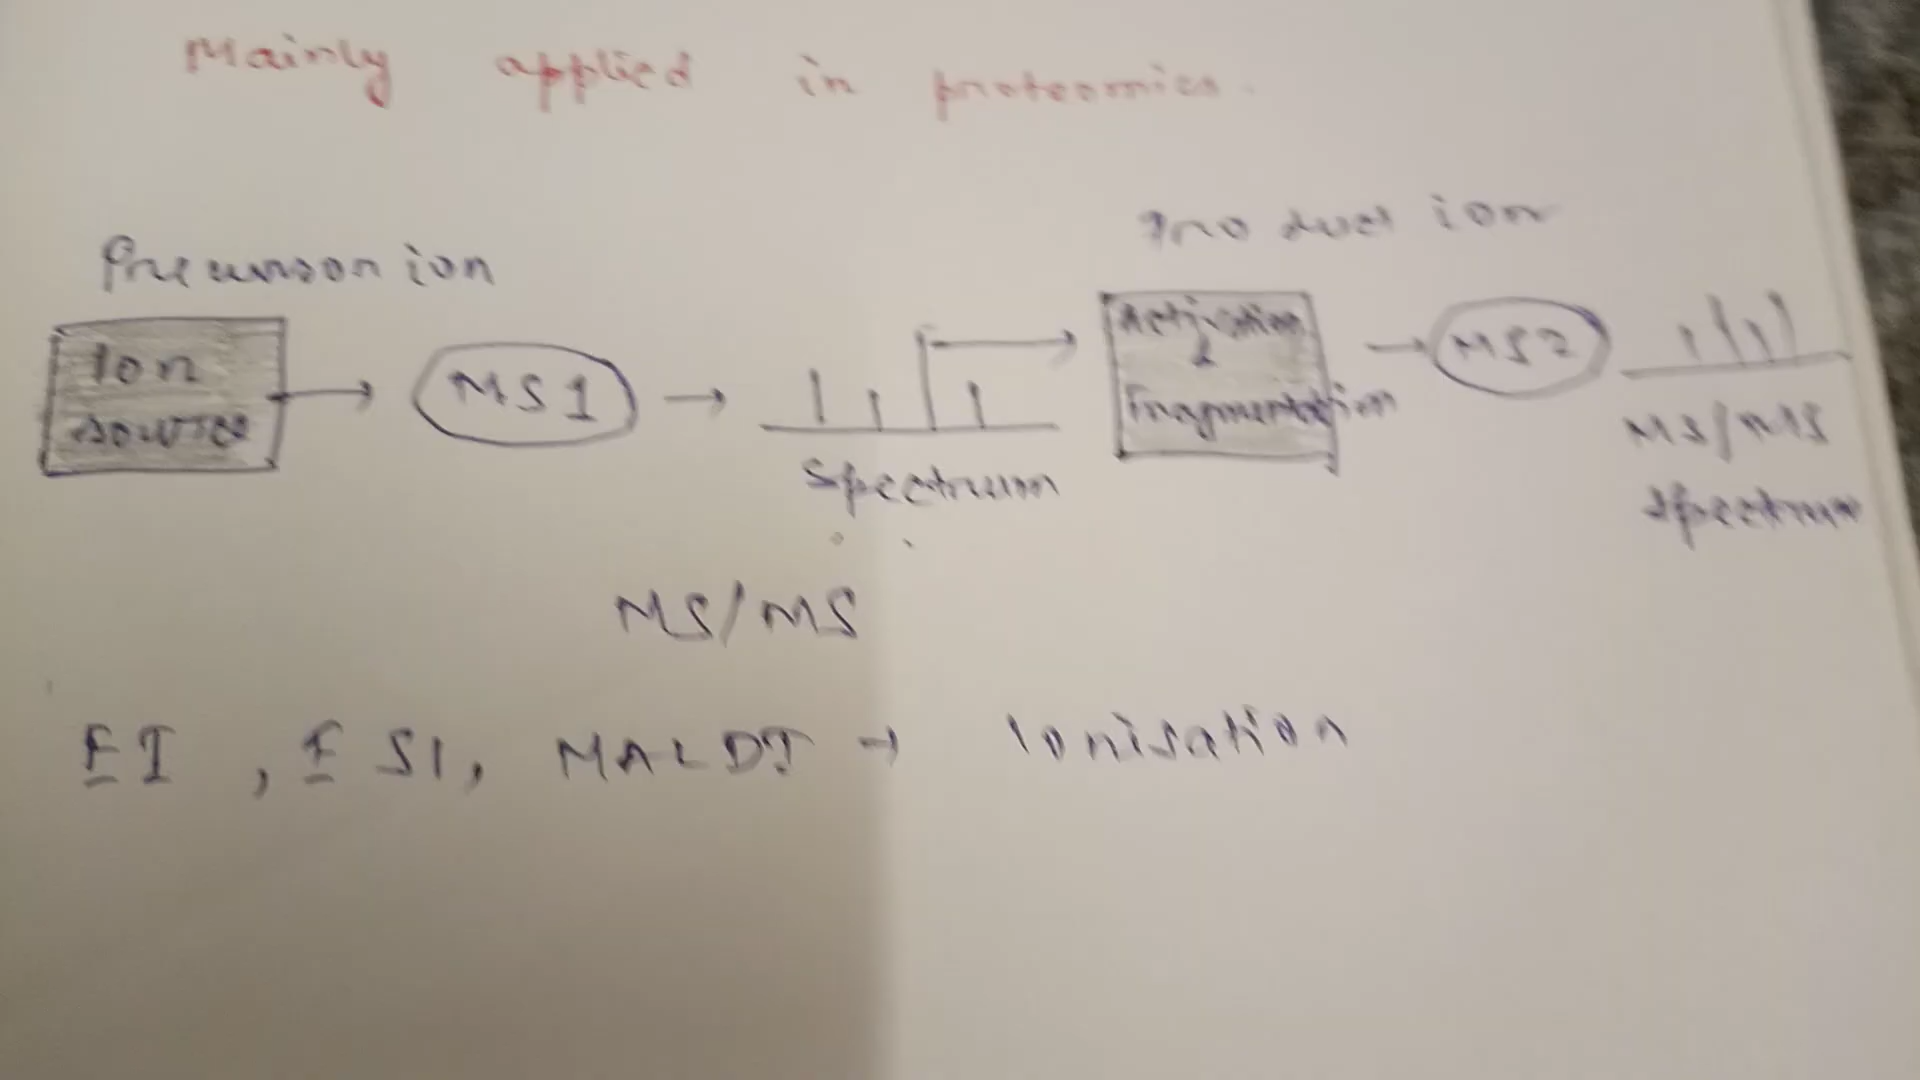 Mainly applied in proteomics.
Product ion
Precursor ion
Ion source → MS1 → Spectrum
Activation & Fragmentation → MS2
MS/MS spectrum
MS/MS
EI, ESI, MALDI → Ionisation